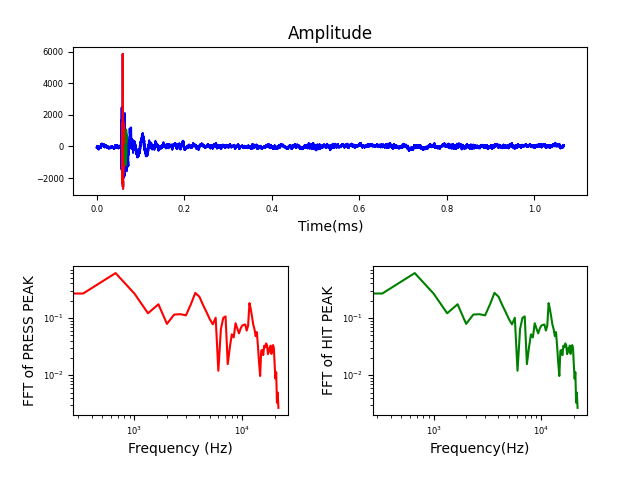 Amplitude
6000
4000
2000
0
−2000
0.0 0.2 0.4 0.6 0.8 1.0
Time(ms)
FFT of PRESS PEAK
10⁻¹
10⁻²
10³ 10⁴
Frequency (Hz)
FFT of HIT PEAK
10⁻¹
10⁻²
10³ 10⁴
Frequency(Hz)